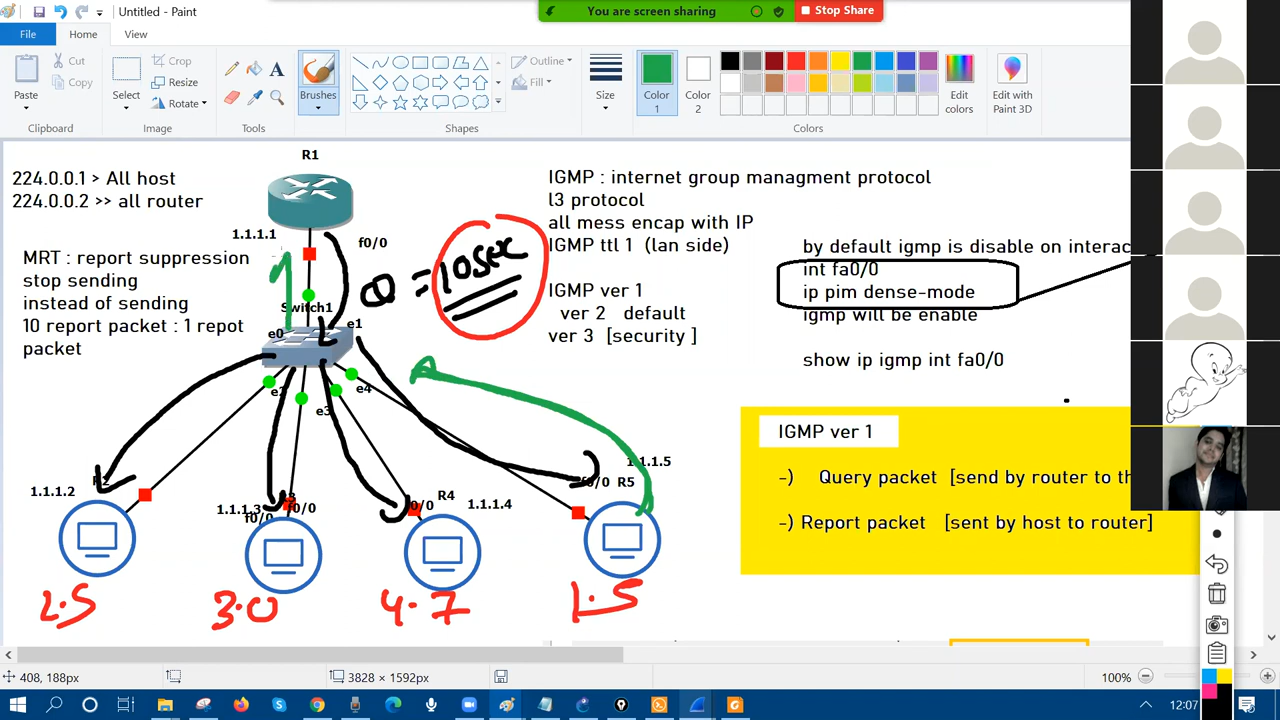 Untitled - Paint
You are screen sharing
Stop Share
File
Home
View
Paste
Cut
Copy
Clipboard
Select
Crop
Resize
Rotate
Image
Tools
Brushes
Outline
Fill
Shapes
Size
Color
1
Color
2
Edit
colors
Edit with
Paint 3D
Colors
224.0.0.1 > All host
224.0.0.2 >> all router
MRT : report suppression
stop sending
instead of sending
10 report packet : 1 repot
packet
R1
1.1.1.1
f0/0
Switch1
e0
e1
e2
e3
e4
Q = 10sec
1.1.1.2
R2
1.1.1.3
f0/0
f0/0
R4
1.1.1.4
1.1.1.5
f0/0
R5
2.5
3.0
4.7
1.5
IGMP : internet group managment protocol
l3 protocol
all mess encap with IP
IGMP ttl 1 (lan side)
IGMP ver 1
ver 2 default
ver 3 [security ]
by default igmp is disable on interac
int fa0/0
ip pim dense-mode
igmp will be enable
show ip igmp int fa0/0
IGMP ver 1
-) Query packet [send by router to th
-) Report packet [sent by host to router]
408, 188px
3828 × 1592px
100%
12:07